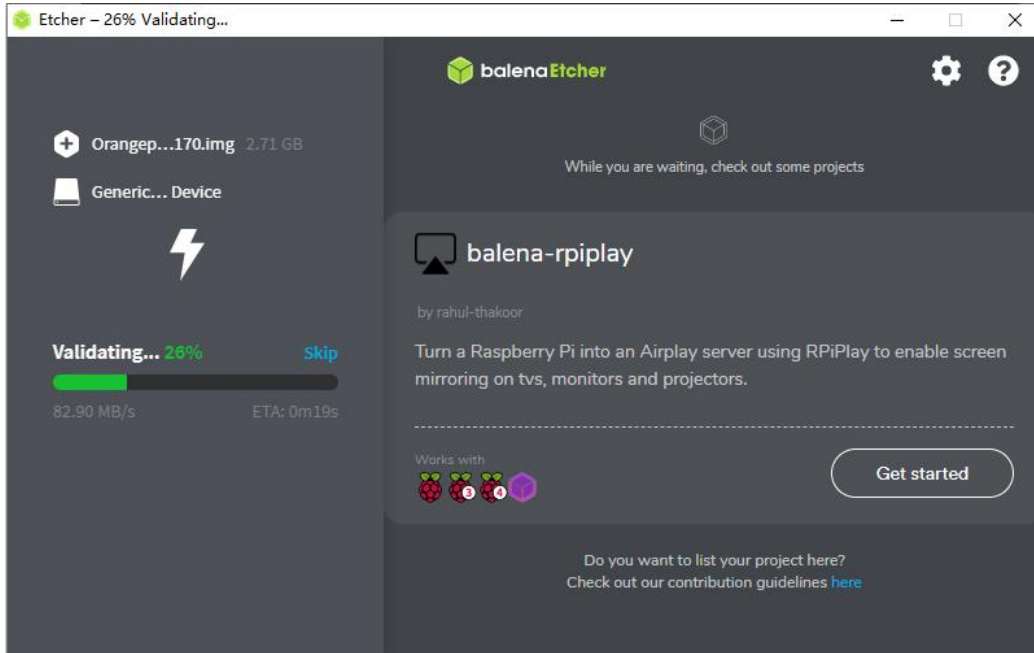 Etcher – 26% Validating...
balenaEtcher
Orangep...170.img 2.71 GB
Generic... Device
Validating... 26% Skip
82.90 MB/s ETA: 0m19s
While you are waiting, check out some projects
balena-rpiplay
by rahul-thakoor
Turn a Raspberry Pi into an Airplay server using RPiPlay to enable screen
mirroring on tvs, monitors and projectors.
Works with
3 4
Get started
Do you want to list your project here?
Check out our contribution guidelines here